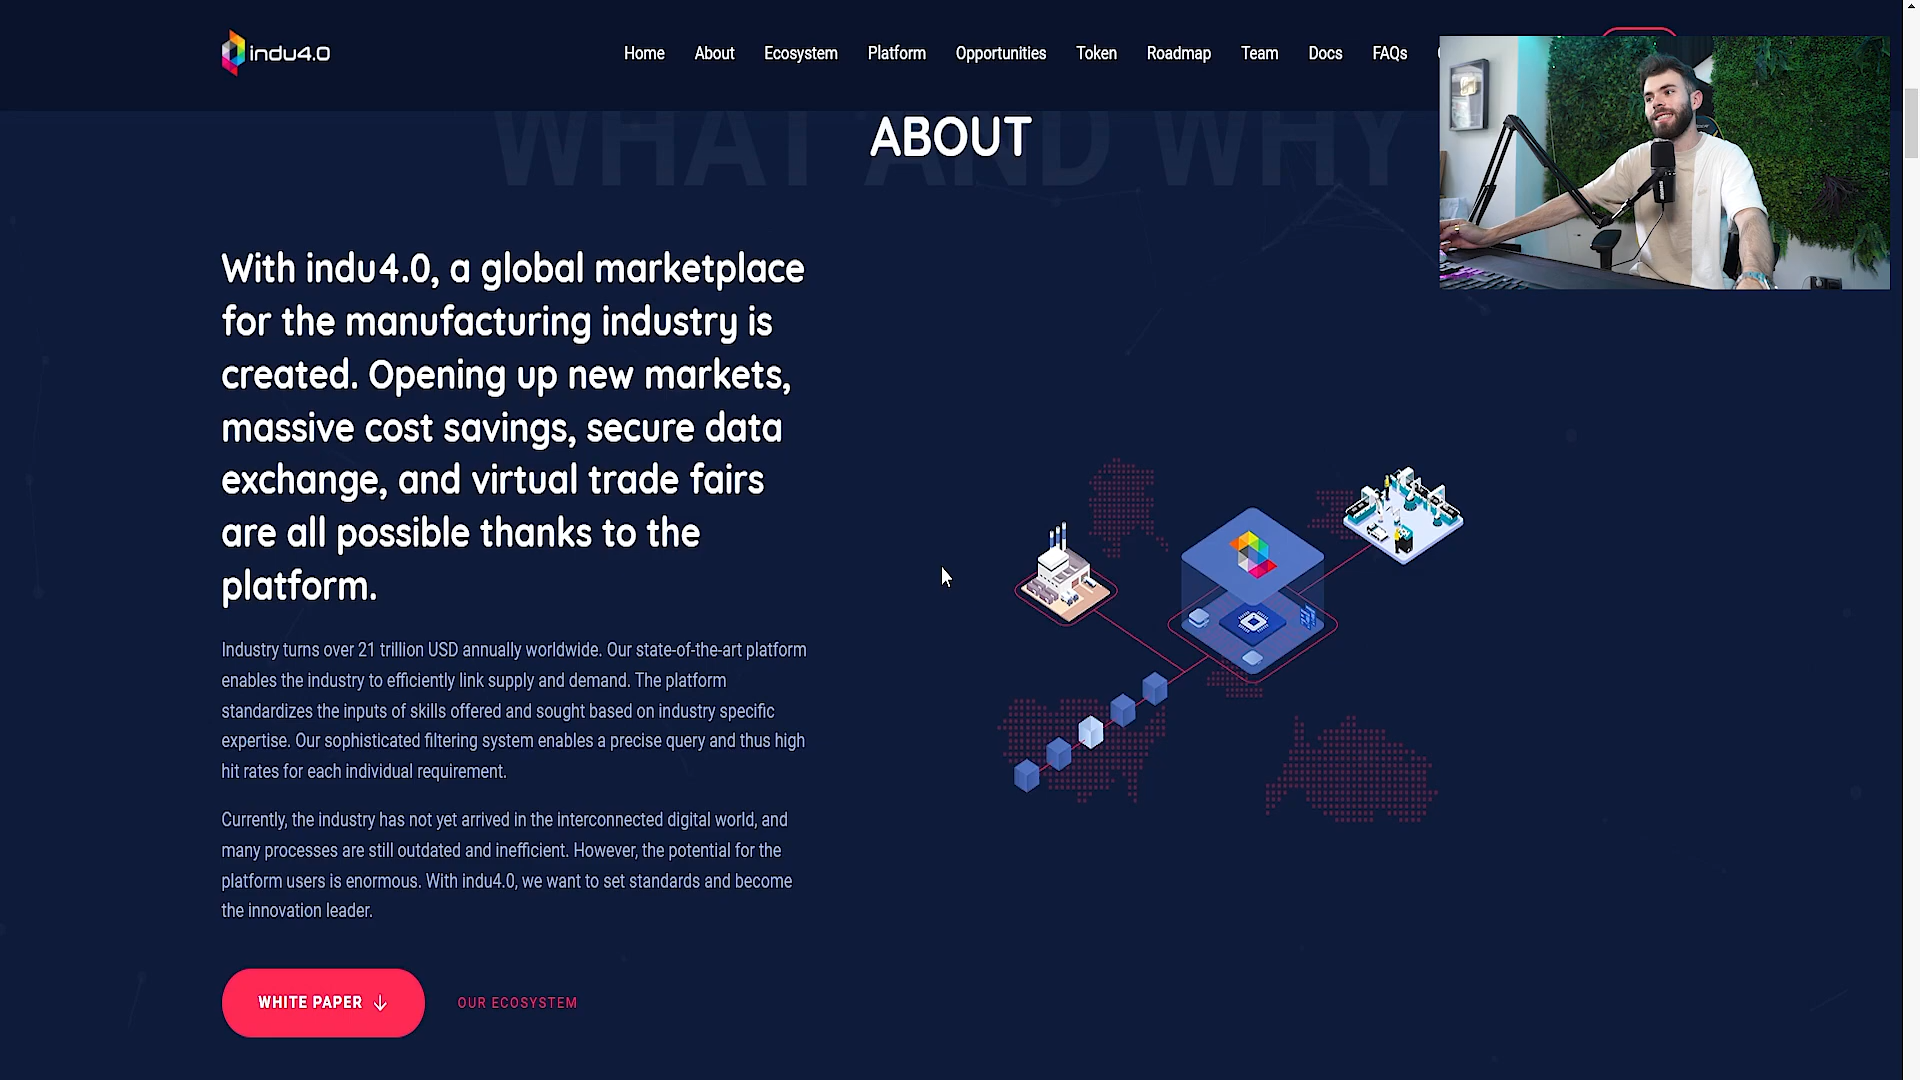 indu4.0
Home About Ecosystem Platform Opportunities Token Roadmap Team Docs FAQs
WHAT AND WHY
ABOUT
With indu4.0, a global marketplace
for the manufacturing industry is
created. Opening up new markets,
massive cost savings, secure data
exchange, and virtual trade fairs
are all possible thanks to the
platform.
Industry turns over 21 trillion USD annually worldwide. Our state-of-the-art platform
enables the industry to efficiently link supply and demand. The platform
standardizes the inputs of skills offered and sought based on industry specific
expertise. Our sophisticated filtering system enables a precise query and thus high
hit rates for each individual requirement.
Currently, the industry has not yet arrived in the interconnected digital world, and
many processes are still outdated and inefficient. However, the potential for the
platform users is enormous. With indu4.0, we want to set standards and become
the innovation leader.
WHITE PAPER
OUR ECOSYSTEM